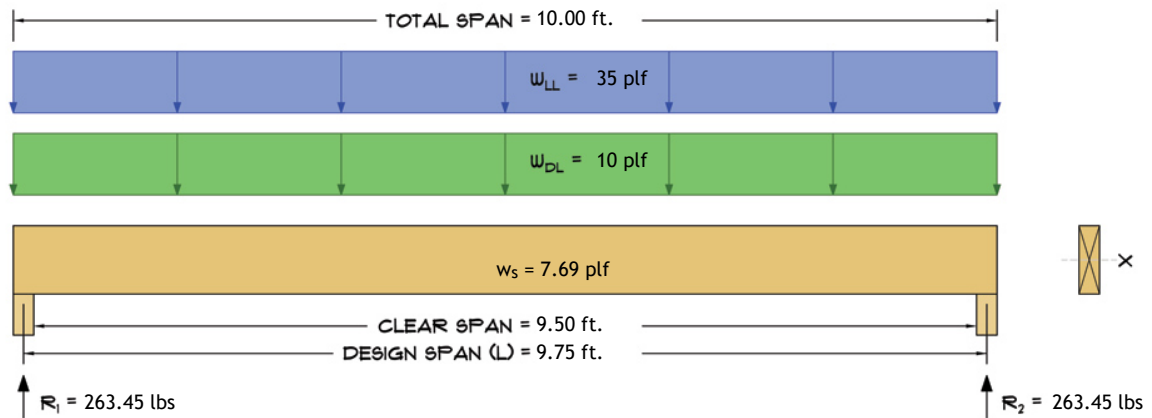 TOTAL SPAN = 10.00 ft.
WLL = 35 plf
WDL = 10 plf
ws = 7.69 plf
X
CLEAR SPAN = 9.50 ft.
DESIGN SPAN (L) = 9.75 ft.
R1 = 263.45 lbs
R2 = 263.45 lbs